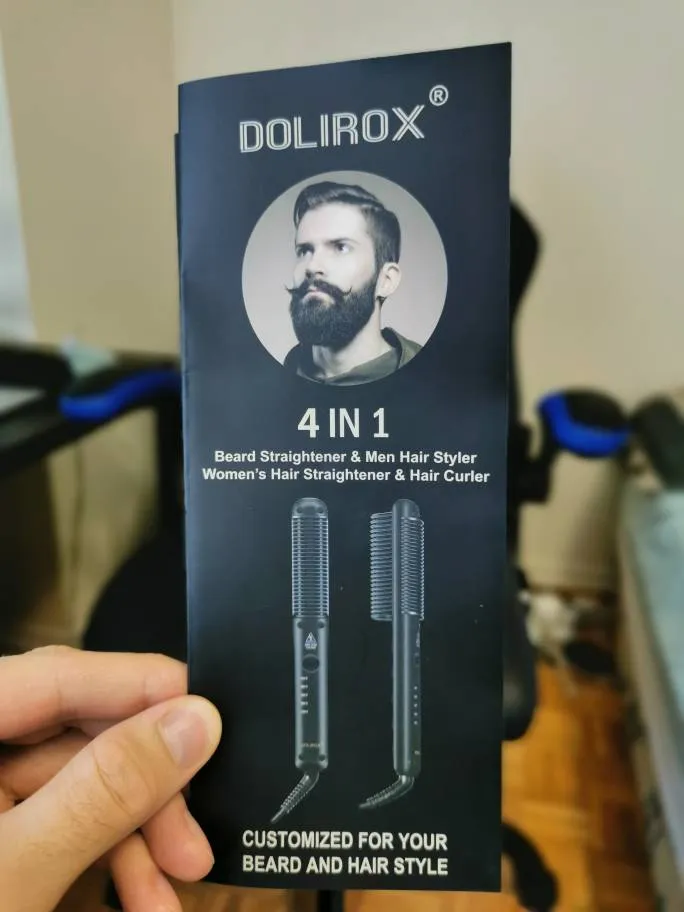 DOLIROX®
4 IN 1
Beard Straightener & Men Hair Styler
Women's Hair Straightener & Hair Curler
DOLIROX
CUSTOMIZED FOR YOUR
BEARD AND HAIR STYLE